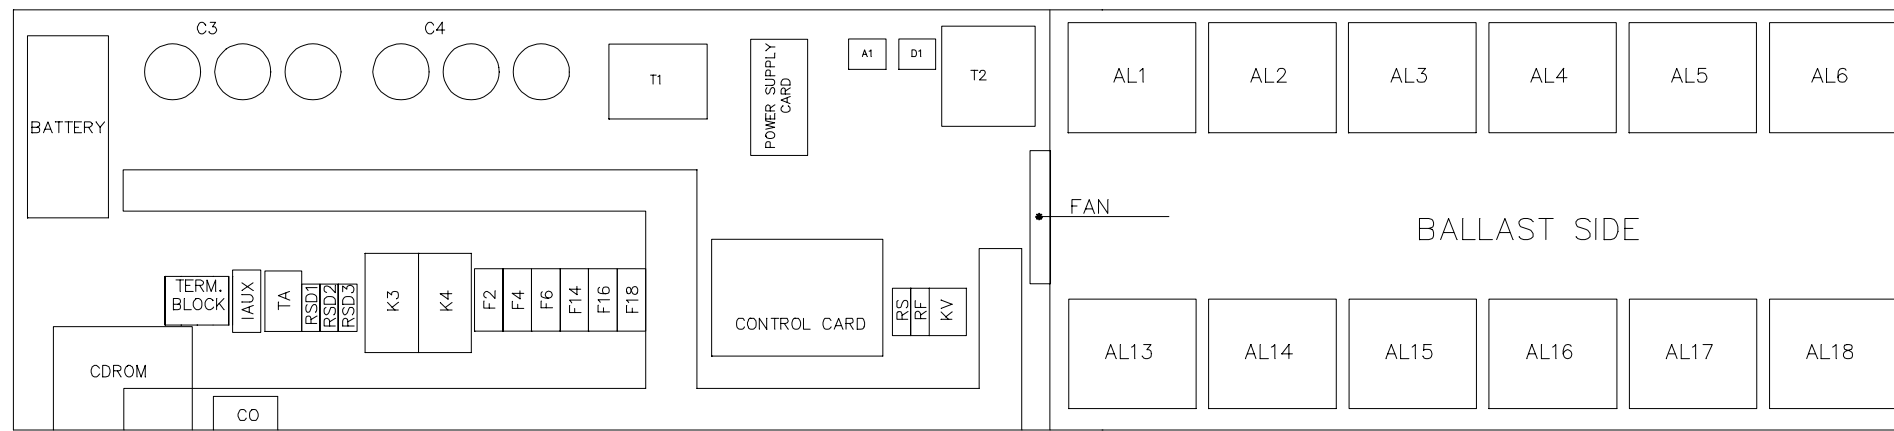 C3
C4
BATTERY
T1
POWER SUPPLY
CARD
A1
D1
T2
AL1
AL2
AL3
AL4
AL5
AL6
FAN
BALLAST SIDE
TERM.
BLOCK
IAUX
TA
RSD1
RSD2
RSD3
K3
K4
F2
F4
F6
F14
F16
F18
CONTROL CARD
RS
RF
KV
AL13
AL14
AL15
AL16
AL17
AL18
CDROM
CO